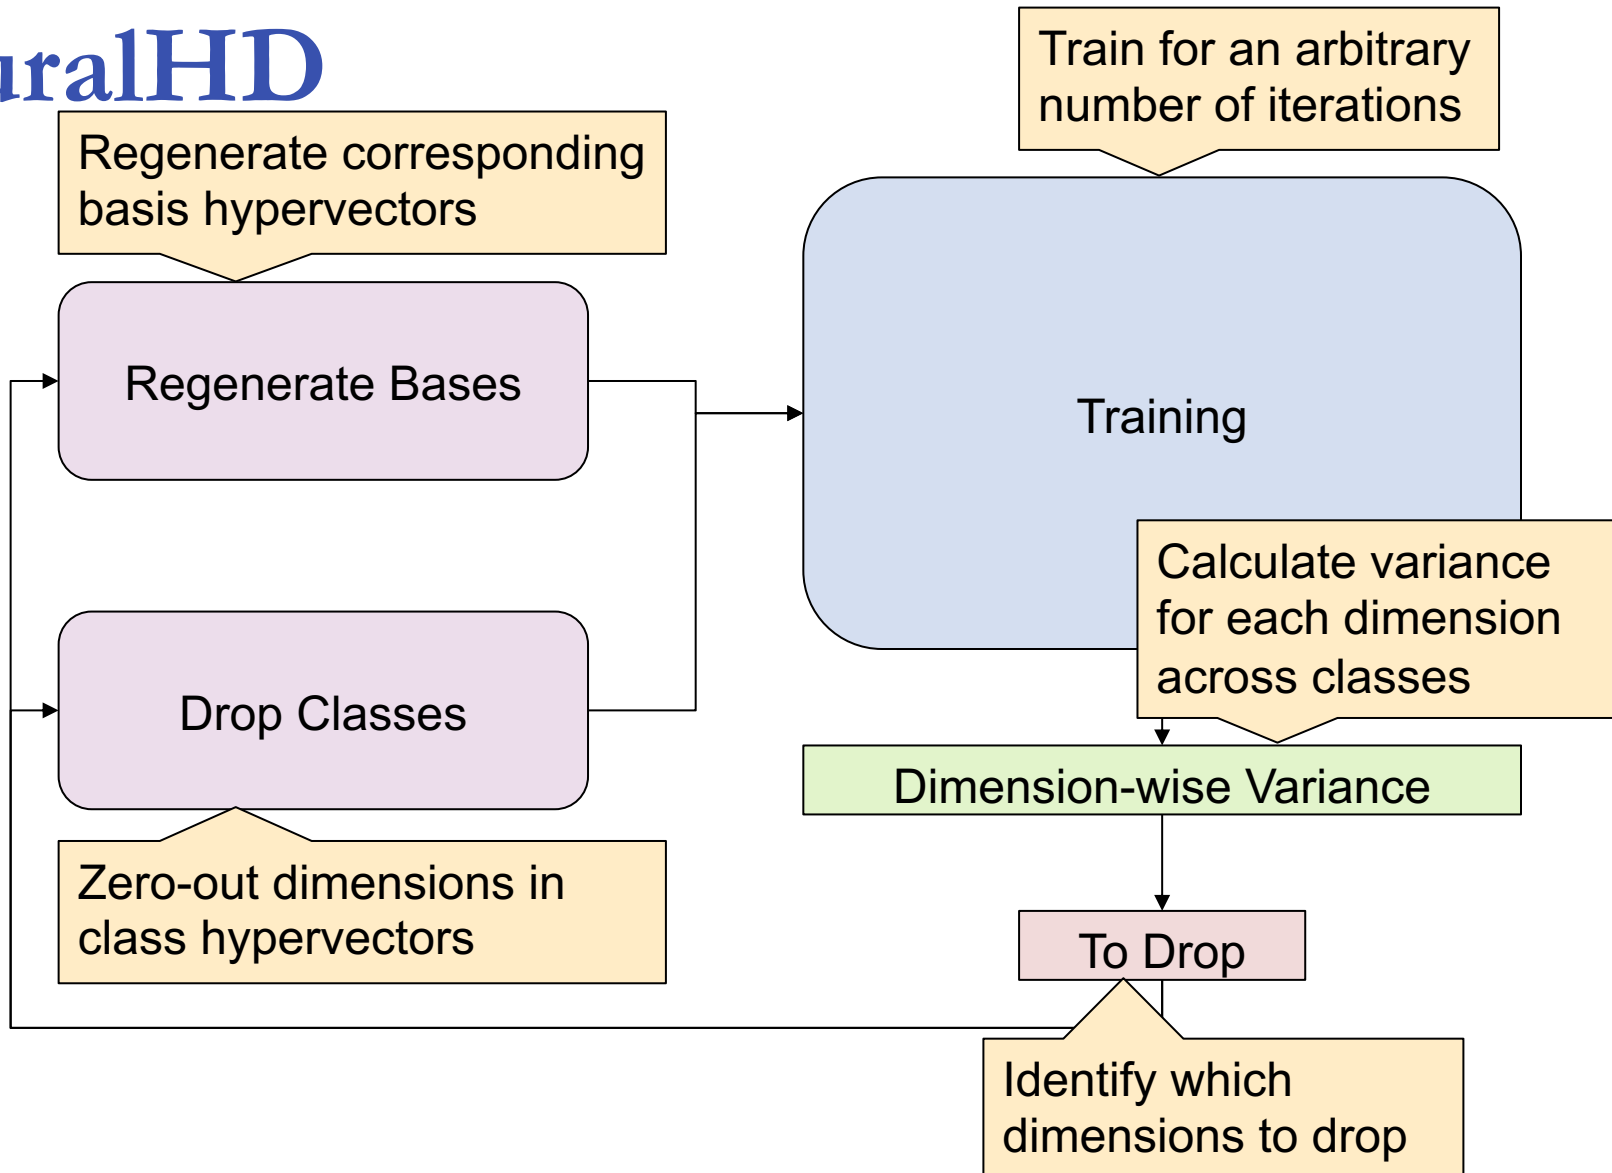 uralHD
Train for an arbitrary
number of iterations
Regenerate corresponding
basis hypervectors
Regenerate Bases
Training
Calculate variance
for each dimension
across classes
Drop Classes
Dimension-wise Variance
Zero-out dimensions in
class hypervectors
To Drop
Identify which
dimensions to drop